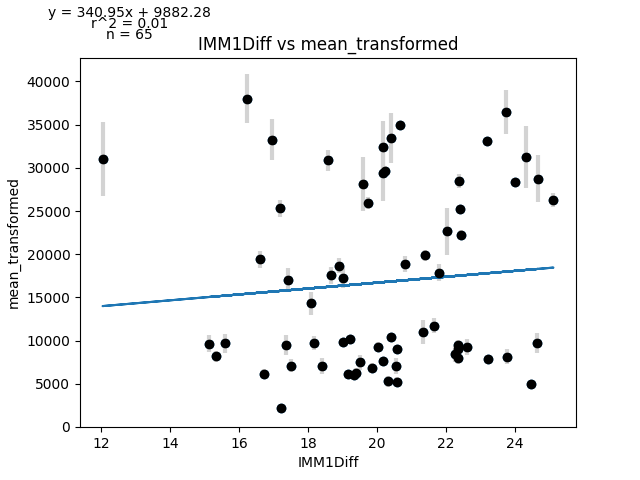 y = 340.95x + 9882.28
r^2 = 0.01
n = 65
IMM1Diff vs mean_transformed
mean_transformed
40000
35000
30000
25000
20000
15000
10000
5000
0
12 14 16 18 20 22 24
IMM1Diff